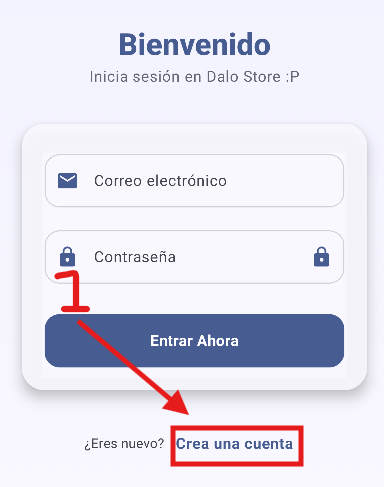 Bienvenido
Inicia sesión en Dalo Store :P
Correo electrónico
Contraseña
1
Entrar Ahora
¿Eres nuevo? Crea una cuenta